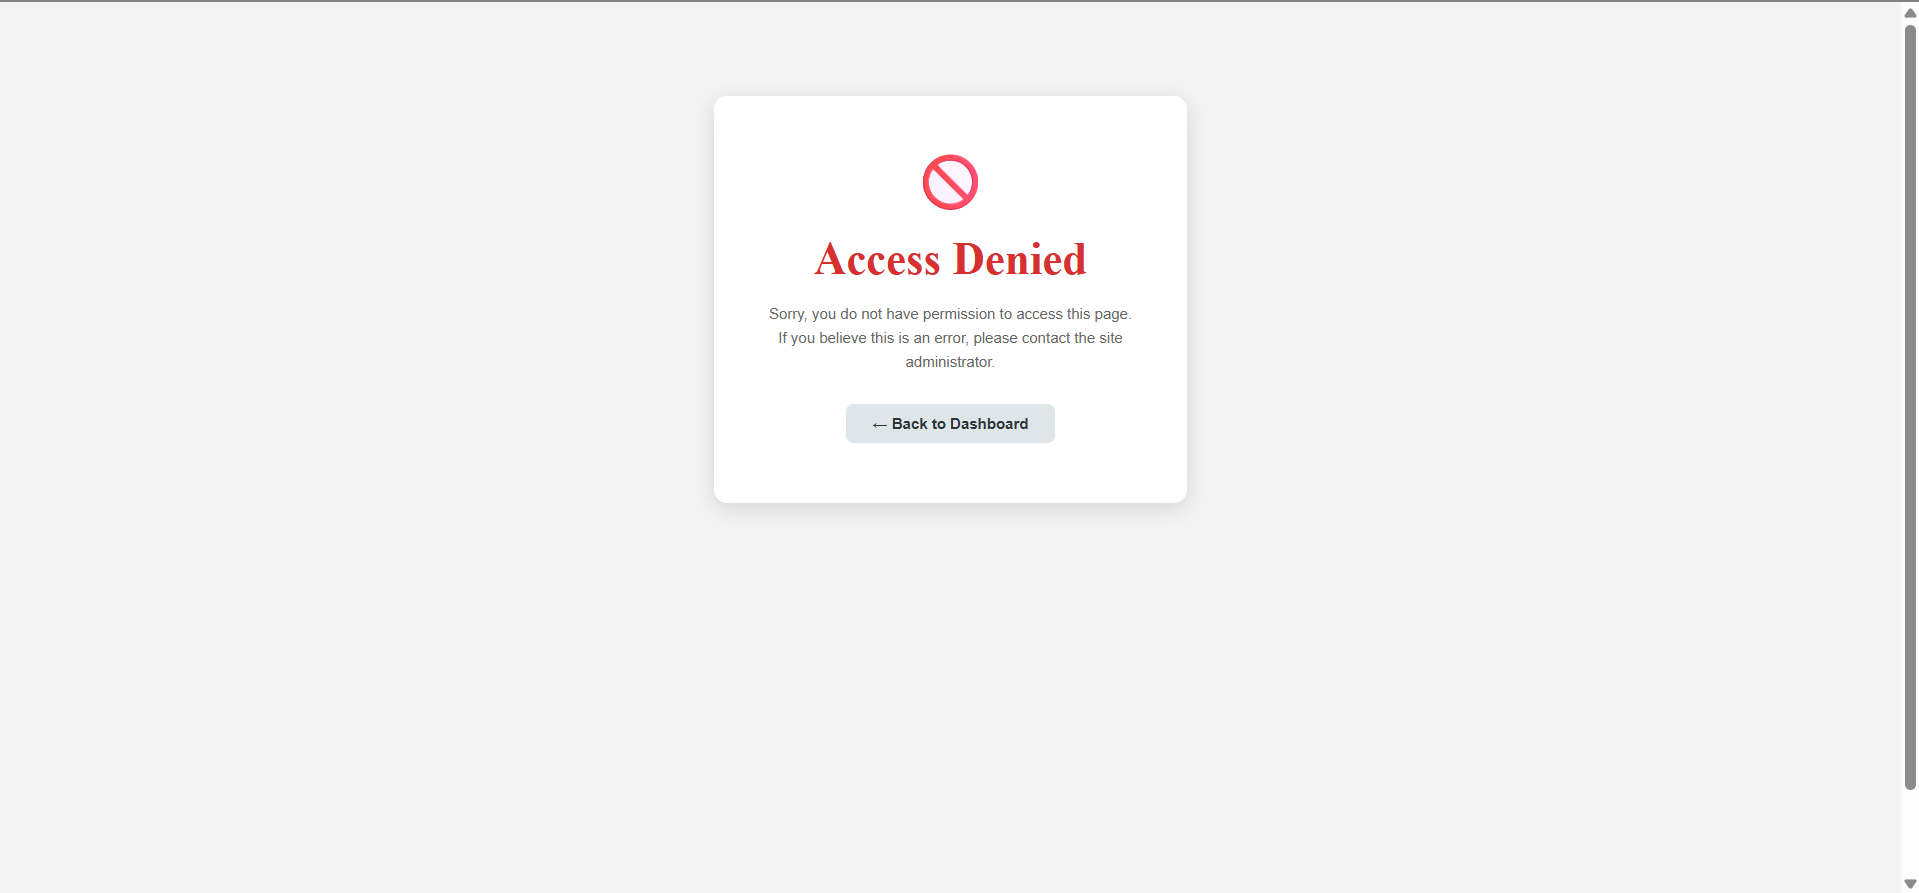 Access Denied
Sorry, you do not have permission to access this page.
If you believe this is an error, please contact the site
administrator.
← Back to Dashboard